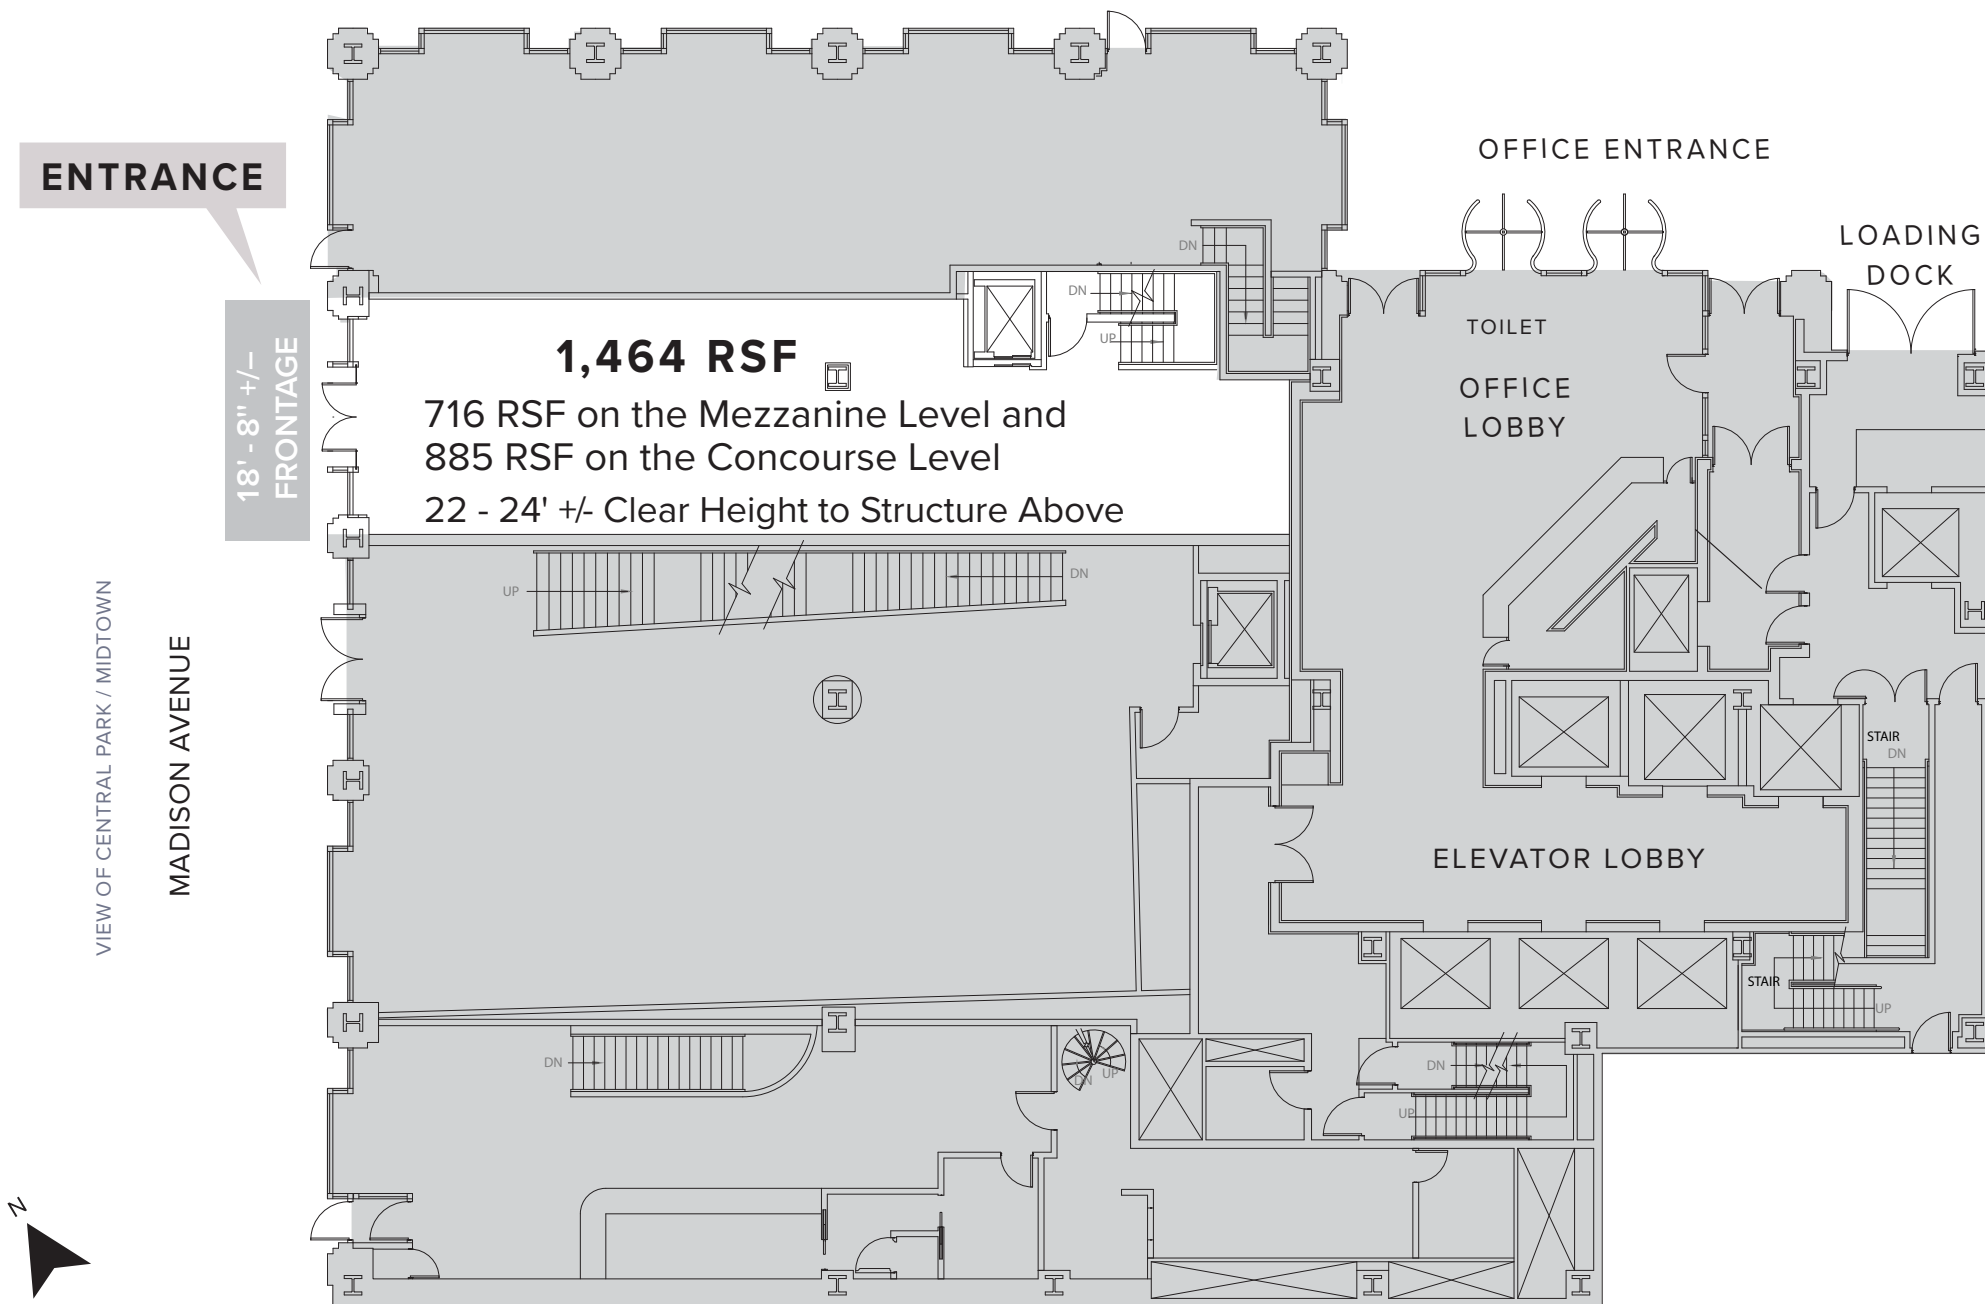 OFFICE ENTRANCE
ENTRANCE
LOADING
DOCK
DN
DN
UP
TOILET
OFFICE
LOBBY
18' - 8" +/–
FRONTAGE
1,464 RSF
716 RSF on the Mezzanine Level and
885 RSF on the Concourse Level
22 - 24' +/- Clear Height to Structure Above
UP
DN
VIEW OF CENTRAL PARK / MIDTOWN
MADISON AVENUE
STAIR
DN
ELEVATOR LOBBY
STAIR
UP
DN
DN
UP
DN
UP
N